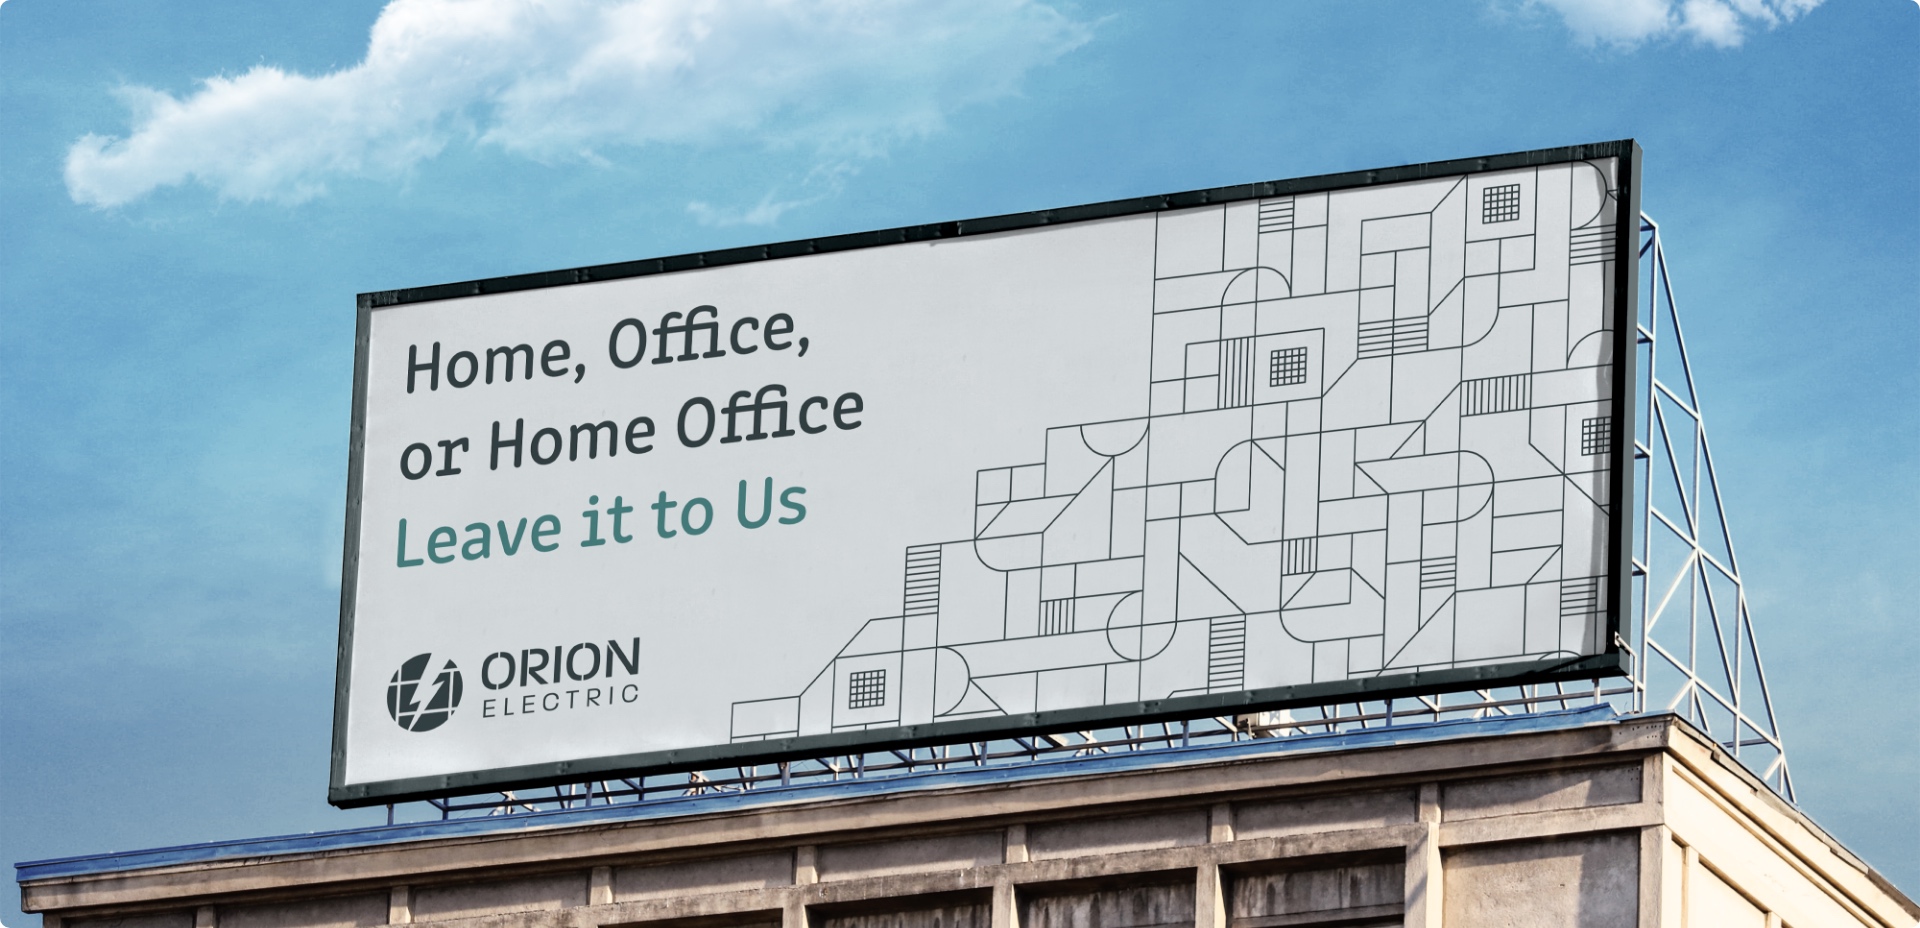 Home, Office,
or Home Office
Leave it to Us
ORION
ELECTRIC